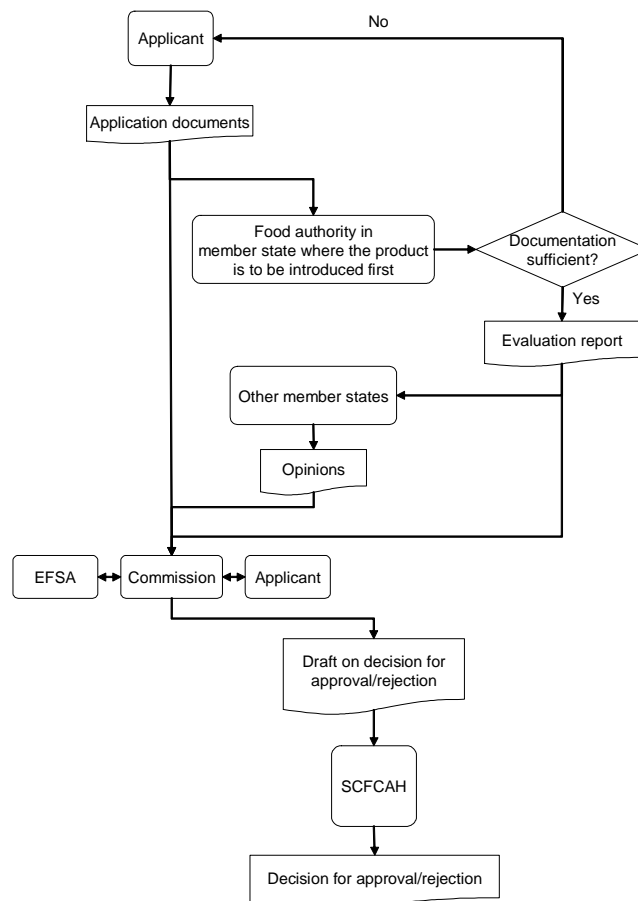 No
Applicant
Application documents
Food authority in
member state where the product
is to be introduced first
Documentation
sufficient?
Yes
Evaluation report
Other member states
Opinions
EFSA
Commission
Applicant
Draft on decision for
approval/rejection
SCFCAH
Decision for approval/rejection